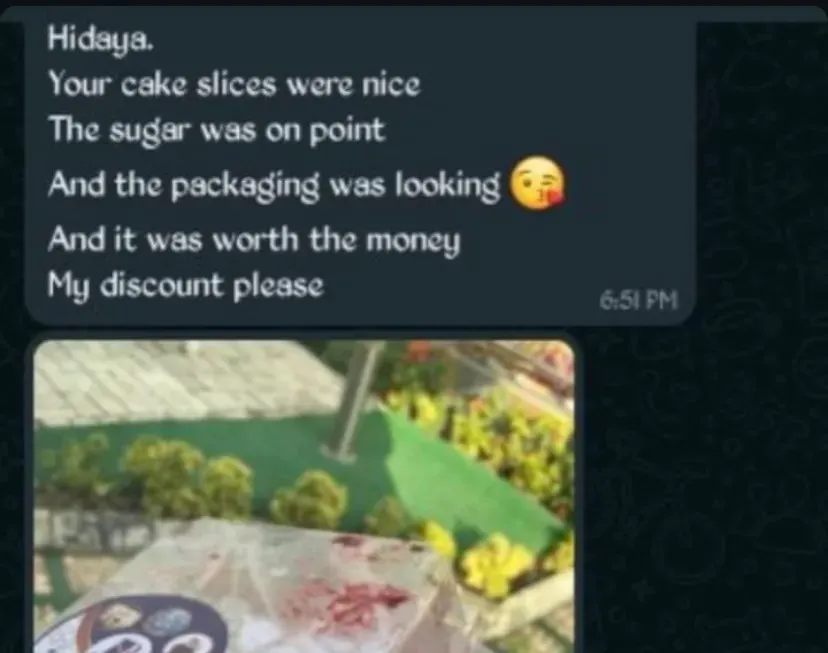 Hidaya.
Your cake slices were nice
The sugar was on point
And the packaging was looking 😘
And it was worth the money
My discount please
6:51 PM